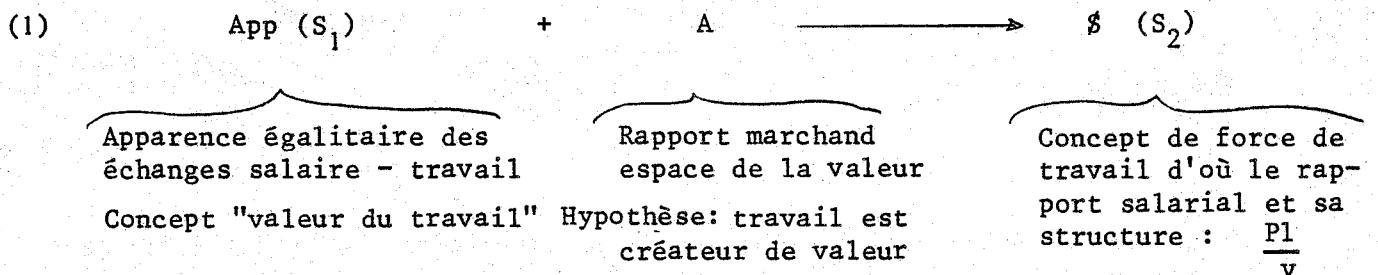 (1) App (S₁) + A ⟶ $ (S₂)
Apparence égalitaire des
échanges salaire - travail
Concept "valeur du travail"
Rapport marchand
espace de la valeur
Hypothèse: travail est
créateur de valeur
Concept de force de
travail d'où le rap-
port salarial et sa
structure : Pl
v